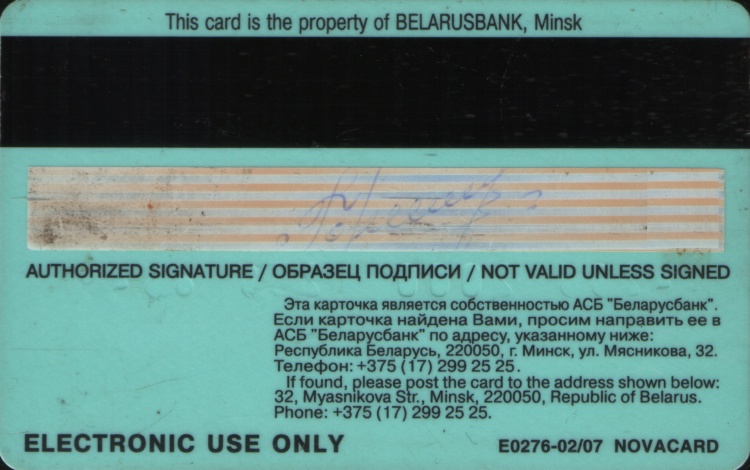 This card is the property of BELARUSBANK, Minsk
AUTHORIZED SIGNATURE / ОБРАЗЕЦ ПОДПИСИ / NOT VALID UNLESS SIGNED
Эта карточка является собственностью АСБ "Беларусбанк".
Если карточка найдена Вами, просим направить ее в
АСБ "Беларусбанк" по адресу, указанному ниже:
Республика Беларусь, 220050, г. Минск, ул. Мясникова, 32.
Телефон: +375 (17) 299 25 25.
If found, please post the card to the address shown below:
32, Myasnikova Str., Minsk, 220050, Republic of Belarus.
Phone: +375 (17) 299 25 25.
ELECTRONIC USE ONLY E0276-02/07 NOVACARD